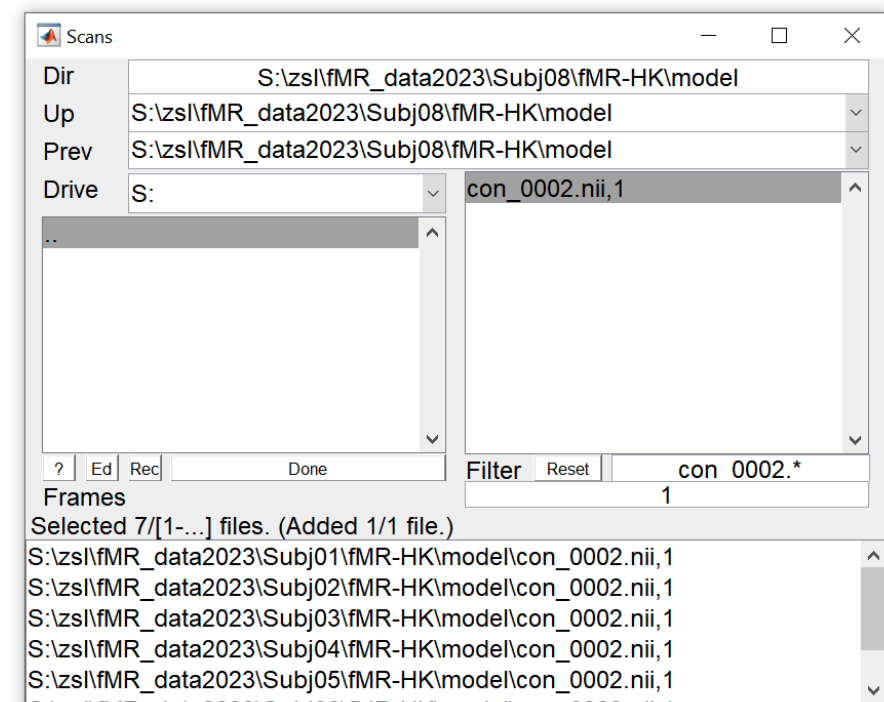 Scans
Dir S:\zsl\fMR_data2023\Subj08\fMR-HK\model
Up S:\zsl\fMR_data2023\Subj08\fMR-HK\model
Prev S:\zsl\fMR_data2023\Subj08\fMR-HK\model
Drive S:
con_0002.nii,1
..
? Ed Rec Done
Filter Reset con_0002.*
Frames 1
Selected 7/[1-...] files. (Added 1/1 file.)
S:\zsl\fMR_data2023\Subj01\fMR-HK\model\con_0002.nii,1
S:\zsl\fMR_data2023\Subj02\fMR-HK\model\con_0002.nii,1
S:\zsl\fMR_data2023\Subj03\fMR-HK\model\con_0002.nii,1
S:\zsl\fMR_data2023\Subj04\fMR-HK\model\con_0002.nii,1
S:\zsl\fMR_data2023\Subj05\fMR-HK\model\con_0002.nii,1